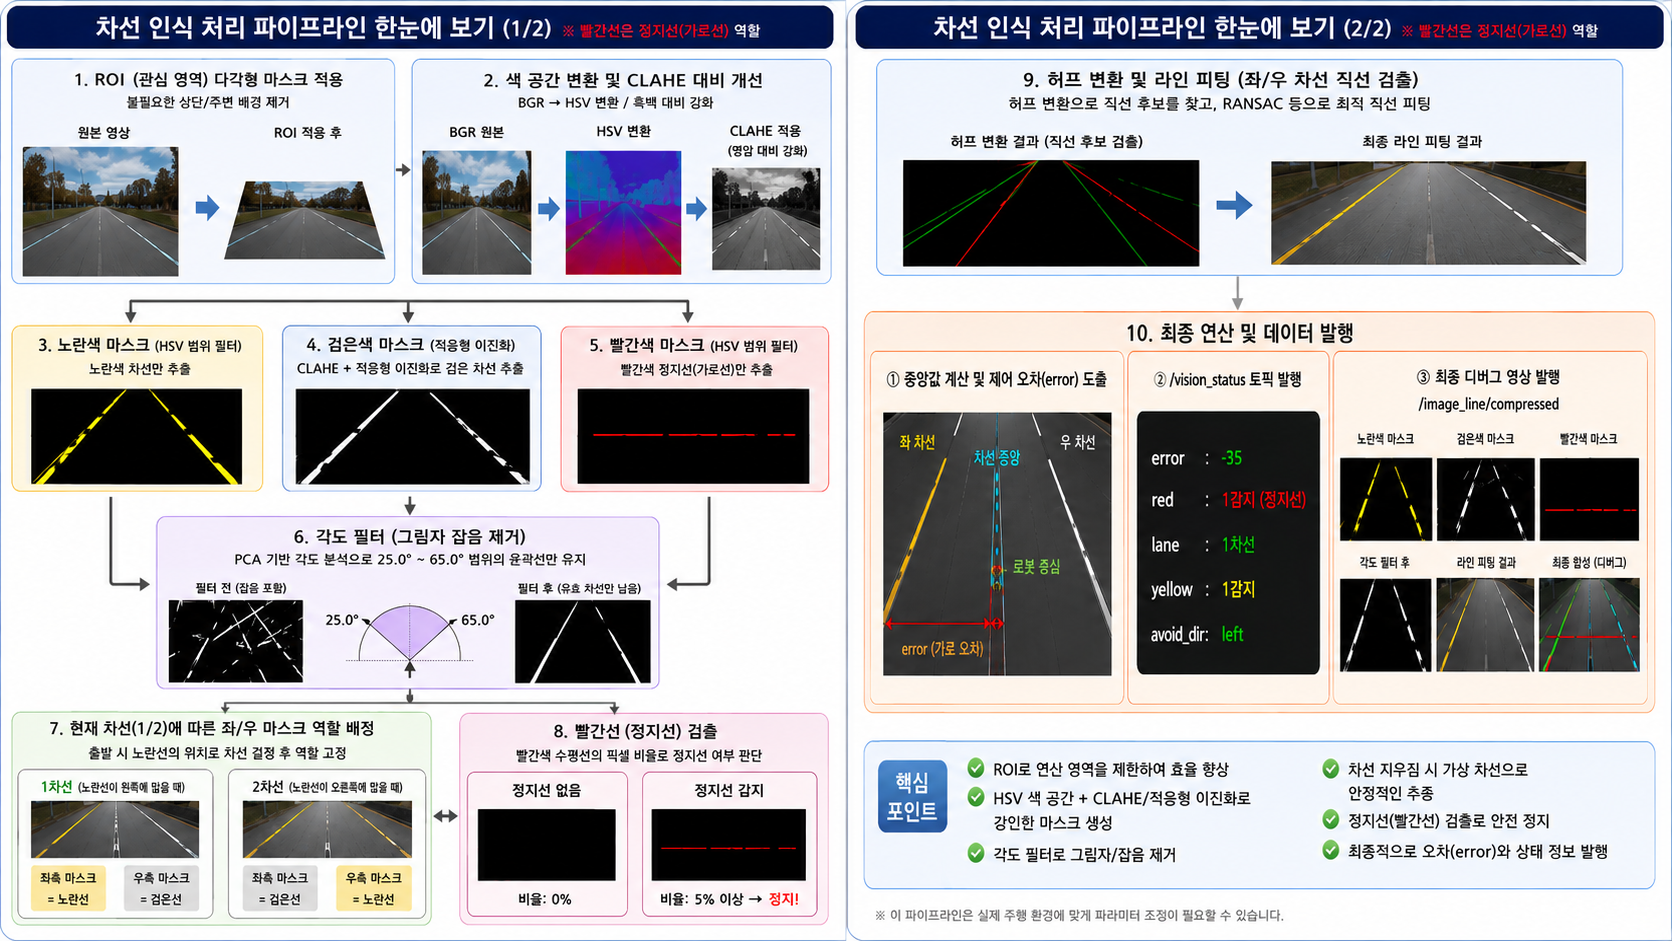 차선 인식 처리 파이프라인 한눈에 보기 (1/2) ※ 빨간선은 정지선(가로선) 역할
1. ROI (관심 영역) 다각형 마스크 적용
불필요한 상단/주변 배경 제거
원본 영상
ROI 적용 후
2. 색 공간 변환 및 CLAHE 대비 개선
BGR → HSV 변환 / 흑백 대비 강화
BGR 원본
HSV 변환
CLAHE 적용
(명암 대비 강화)
3. 노란색 마스크 (HSV 범위 필터)
노란색 차선만 추출
4. 검은색 마스크 (적응형 이진화)
CLAHE + 적응형 이진화로 검은 차선 추출
5. 빨간색 마스크 (HSV 범위 필터)
빨간색 정지선(가로선)만 추출
6. 각도 필터 (그림자 잡음 제거)
PCA 기반 각도 분석으로 25.0° ~ 65.0° 범위의 윤곽선만 유지
필터 전 (잡음 포함)
25.0°
65.0°
필터 후 (유효 차선만 남음)
7. 현재 차선(1/2)에 따른 좌/우 마스크 역할 배정
출발 시 노란선의 위치로 차선 결정 후 역할 고정
1차선 (노란선이 왼쪽에 많을 때)
좌측 마스크
= 노란선
우측 마스크
= 검은선
2차선 (노란선이 오른쪽에 많을 때)
좌측 마스크
= 검은선
우측 마스크
= 노란선
8. 빨간선 (정지선) 검출
빨간색 수평선의 픽셀 비율로 정지선 여부 판단
정지선 없음
비율: 0%
정지선 감지
비율: 5% 이상 → 정지!
차선 인식 처리 파이프라인 한눈에 보기 (2/2) ※ 빨간선은 정지선(가로선) 역할
9. 허프 변환 및 라인 피팅 (좌/우 차선 직선 검출)
허프 변환으로 직선 후보를 찾고, RANSAC 등으로 최적 직선 피팅
허프 변환 결과 (직선 후보 검출)
최종 라인 피팅 결과
10. 최종 연산 및 데이터 발행
① 중앙값 계산 및 제어 오차(error) 도출
좌 차선
차선 중앙
우 차선
로봇 중심
error (가로 오차)
② /vision_status 토픽 발행
error : -35
red : 1감지 (정지선)
lane : 1차선
yellow : 1감지
avoid_dir: left
③ 최종 디버그 영상 발행
/image_line/compressed
노란색 마스크
검은색 마스크
빨간색 마스크
각도 필터 후
라인 피팅 결과
최종 합성 (디버그)
핵심
포인트
ROI로 연산 영역을 제한하여 효율 향상
HSV 색 공간 + CLAHE/적응형 이진화로
강인한 마스크 생성
각도 필터로 그림자/잡음 제거
차선 지우짐 시 가상 차선으로
안정적인 추종
정지선(빨간선) 검출로 안전 정지
최종적으로 오차(error)와 상태 정보 발행
※ 이 파이프라인은 실제 주행 환경에 맞게 파라미터 조정이 필요할 수 있습니다.